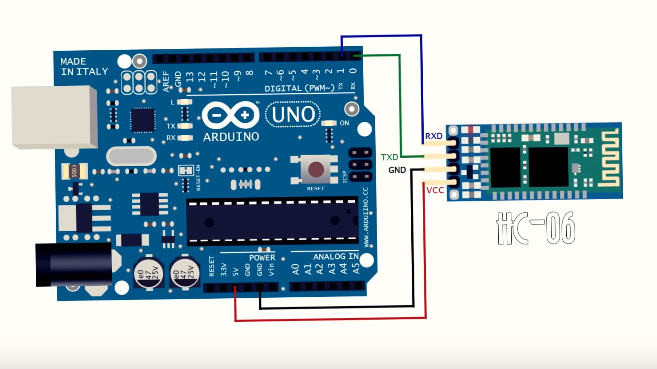 MADE
IN ITALY
AREF
GND
13
12
~11
~10
~9
8
7
~6
~5
4
~3
2
1
0
TX
RX
DIGITAL (PWM~)
L
TX
RX
ARDUINO
UNO
ON
RESET-EN
RESET
ICSP
WWW.ARDUINO.CC
RXD
TXD
GND
VCC
HC-06
47
25v
47
25v
POWER
ANALOG IN
RESET
3.3V
5V
GND
GND
Vin
A0
A1
A2
A3
A4
A5